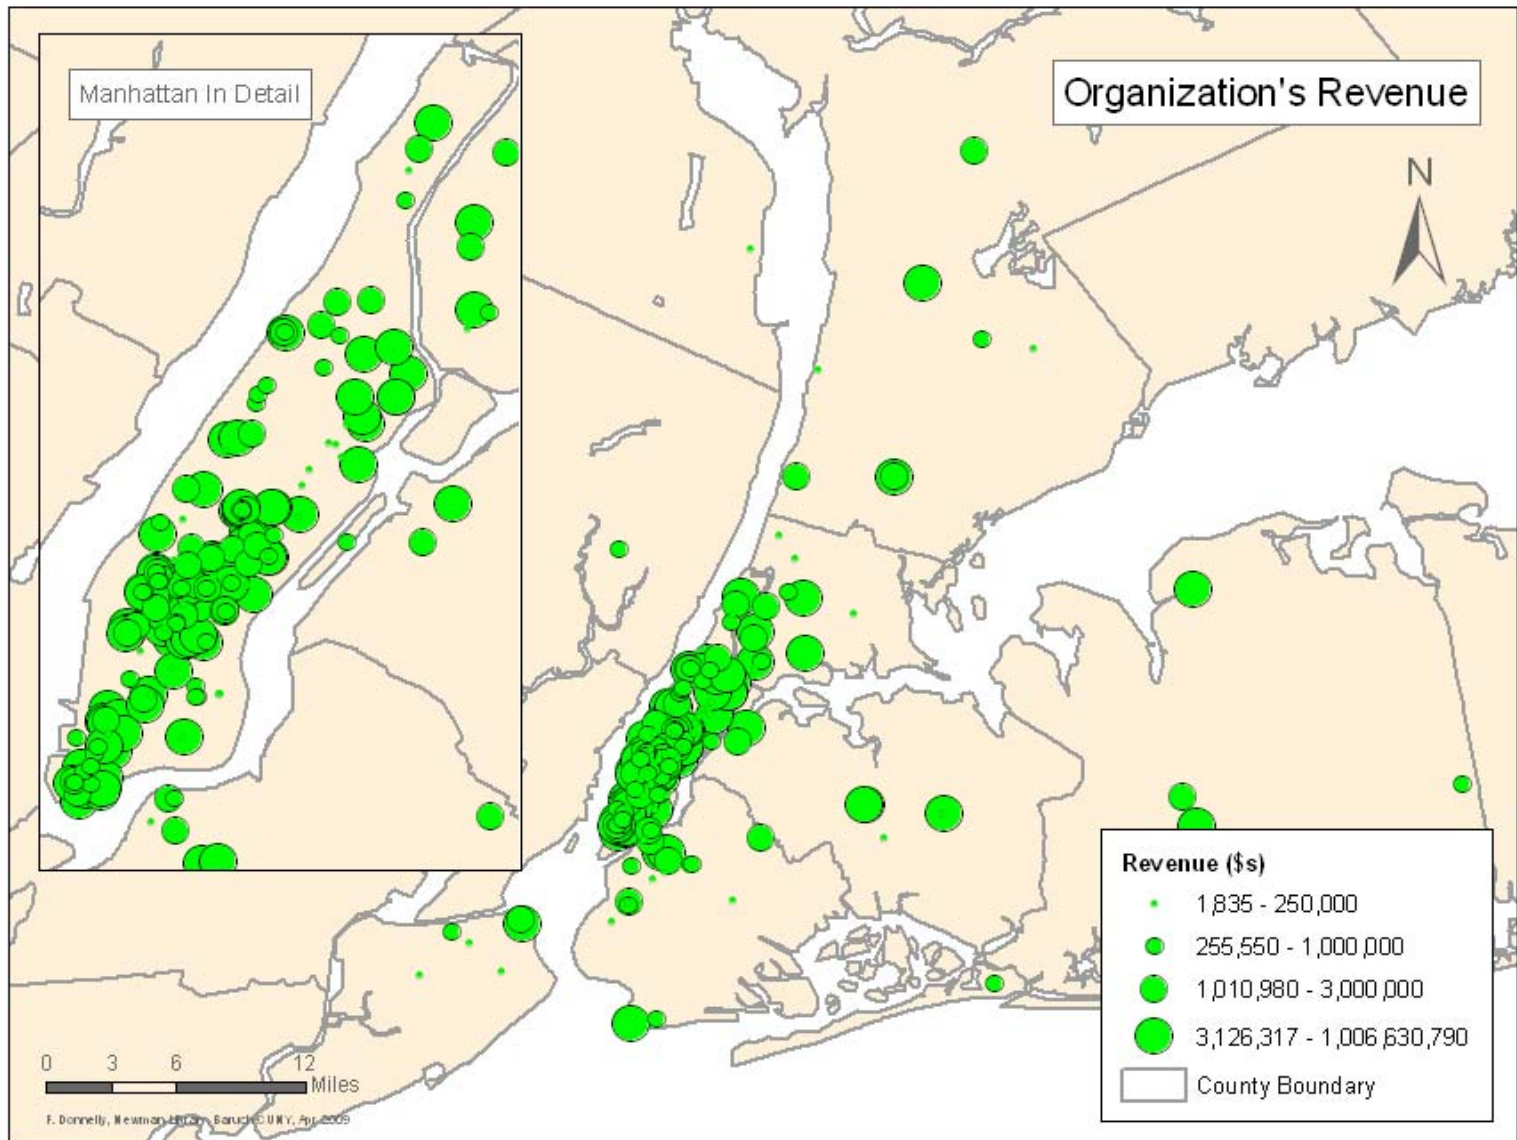 Manhattan In Detail
Organization's Revenue
N
Revenue ($s)
1,835 - 250,000
255,550 - 1,000,000
1,010,980 - 3,000,000
3,126,317 - 1,006,630,790
County Boundary
0 3 6 12
Miles
F. Donnelly, Newman Library Baruch CUNY, Apr 2009